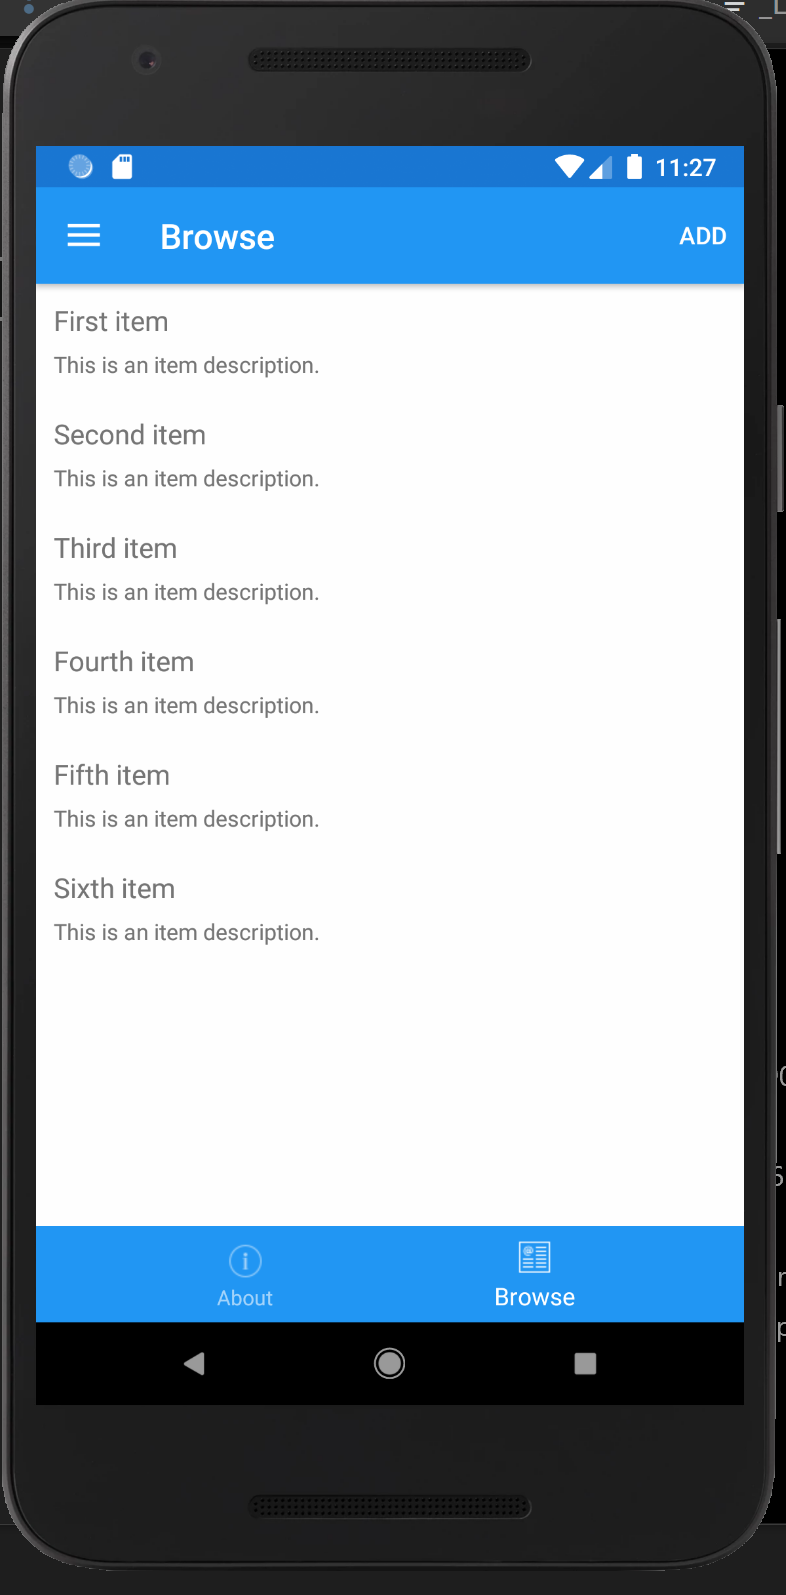 11:27
Browse
ADD
First item
This is an item description.
Second item
This is an item description.
Third item
This is an item description.
Fourth item
This is an item description.
Fifth item
This is an item description.
Sixth item
This is an item description.
About
Browse